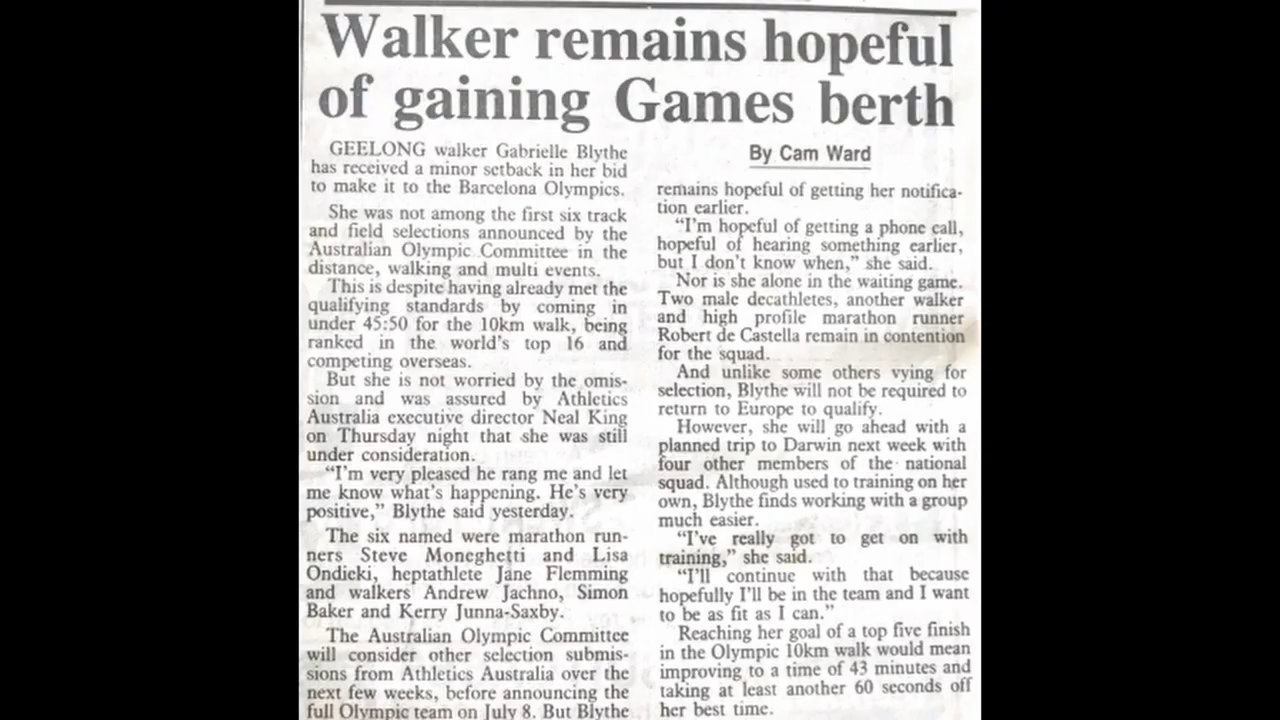 Walker remains hopeful
of gaining Games berth
GEELONG walker Gabrielle Blythe
has received a minor setback in her bid
to make it to the Barcelona Olympics.
She was not among the first six track
and field selections announced by the
Australian Olympic Committee in the
distance, walking and multi events.
This is despite having already met the
qualifying standards by coming in
under 45:50 for the 10km walk, being
ranked in the world's top 16 and
competing overseas.
But she is not worried by the omis-
sion and was assured by Athletics
Australia executive director Neal King
on Thursday night that she was still
under consideration.
"I'm very pleased he rang me and let
me know what's happening. He's very
positive," Blythe said yesterday.
The six named were marathon run-
ners Steve Moneghetti and Lisa
Ondieki, heptathlete Jane Flemming
and walkers Andrew Jachno, Simon
Baker and Kerry Junna-Saxby.
The Australian Olympic Committee
will consider other selection submis-
sions from Athletics Australia over the
next few weeks, before announcing the
full Olympic team on July 8. But Blythe
By Cam Ward
remains hopeful of getting her notifica-
tion earlier.
"I'm hopeful of getting a phone call,
hopeful of hearing something earlier,
but I don't know when," she said.
Nor is she alone in the waiting game.
Two male decathletes, another walker
and high profile marathon runner
Robert de Castella remain in contention
for the squad.
And unlike some others vying for
selection, Blythe will not be required to
return to Europe to qualify.
However, she will go ahead with a
planned trip to Darwin next week with
four other members of the national
squad. Although used to training on her
own, Blythe finds working with a group
much easier.
"I've really got to get on with
training," she said.
"I'll continue with that because
hopefully I'll be in the team and I want
to be as fit as I can."
Reaching her goal of a top five finish
in the Olympic 10km walk would mean
improving to a time of 43 minutes and
taking at least another 60 seconds off
her best time.